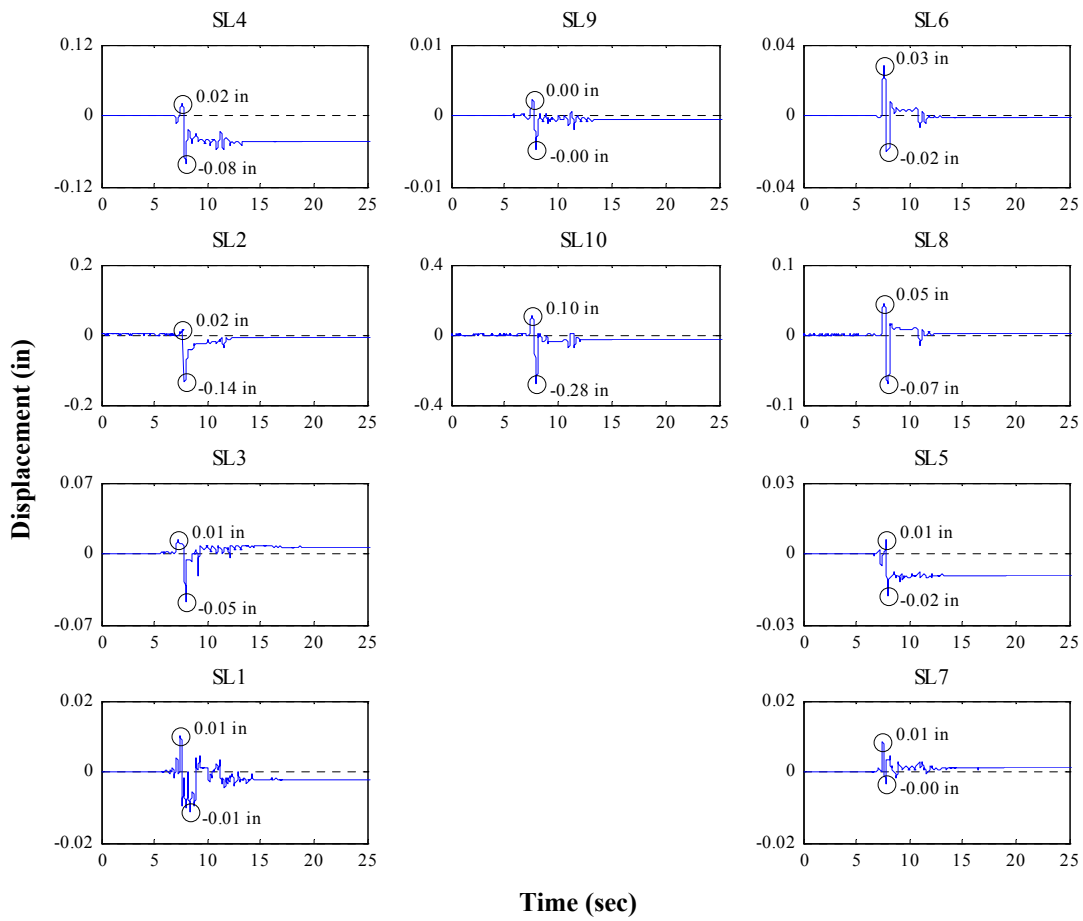 SL4
0.12
0
-0.12
0.02 in
-0.08 in
0 5 10 15 20 25
SL9
0.01
0
-0.01
0.00 in
-0.00 in
0 5 10 15 20 25
SL6
0.04
0
-0.04
0.03 in
-0.02 in
0 5 10 15 20 25
SL2
0.2
0
-0.2
0.02 in
-0.14 in
0 5 10 15 20 25
SL10
0.4
0
-0.4
0.10 in
-0.28 in
0 5 10 15 20 25
SL8
0.1
0
-0.1
0.05 in
-0.07 in
0 5 10 15 20 25
Displacement (in)
SL3
0.07
0
-0.07
0.01 in
-0.05 in
0 5 10 15 20 25
SL5
0.03
0
-0.03
0.01 in
-0.02 in
0 5 10 15 20 25
SL1
0.02
0
-0.02
0.01 in
-0.01 in
0 5 10 15 20 25
SL7
0.02
0
-0.02
0.01 in
-0.00 in
0 5 10 15 20 25
Time (sec)